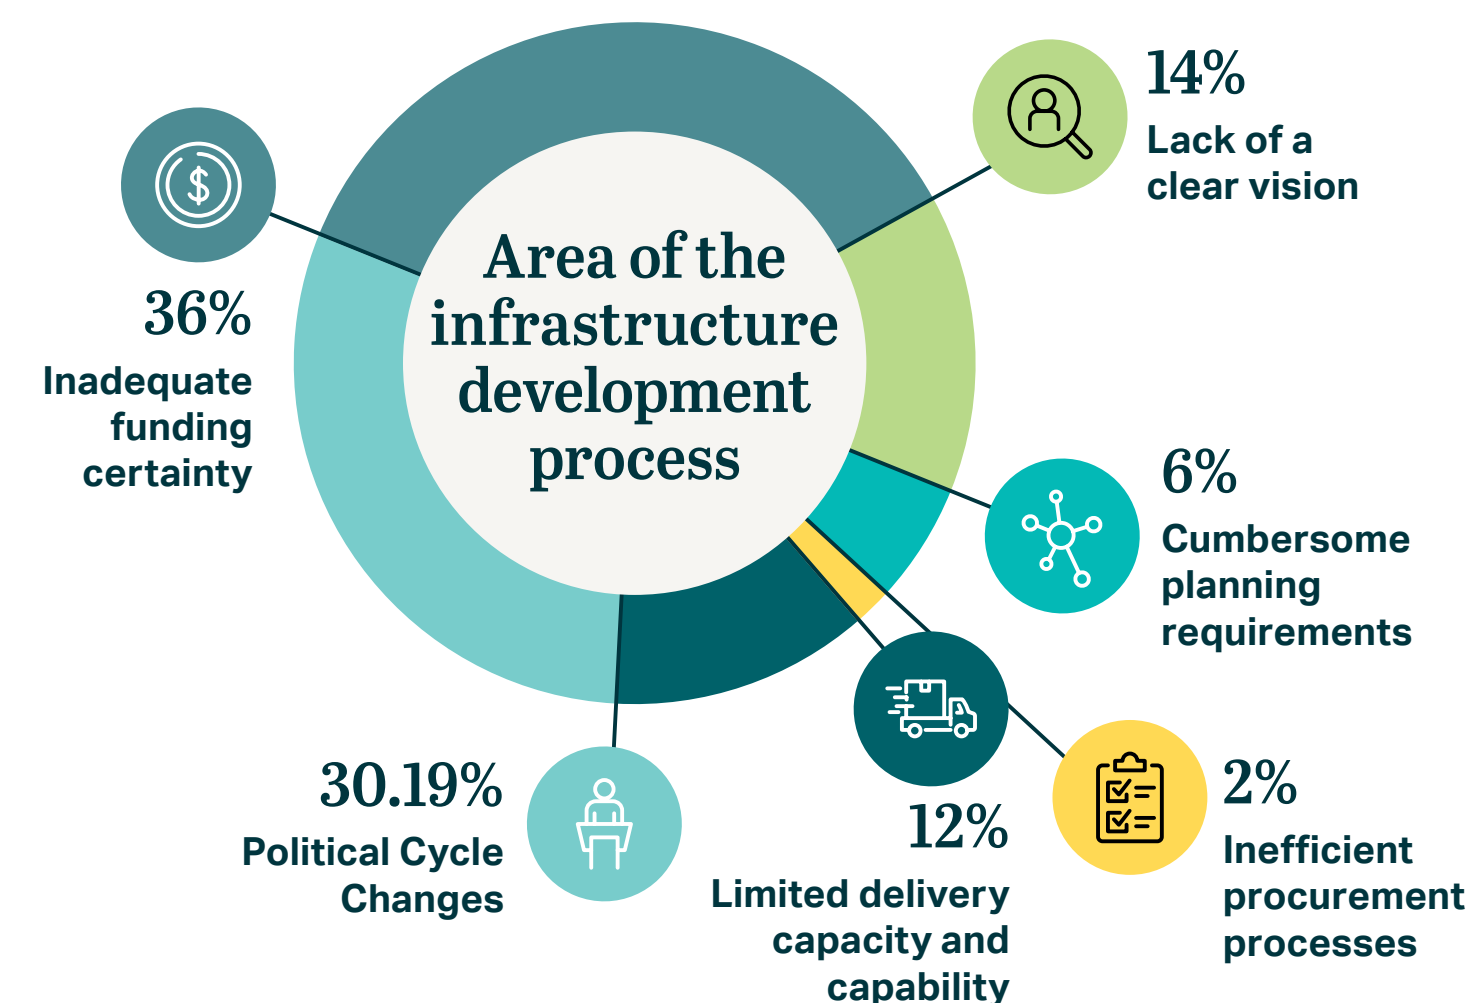 Area of the
infrastructure
development
process
14%
Lack of a
clear vision
6%
Cumbersome
planning
requirements
2%
Inefficient
procurement
processes
12%
Limited delivery
capacity and
capability
30.19%
Political Cycle
Changes
36%
Inadequate
funding
certainty
$